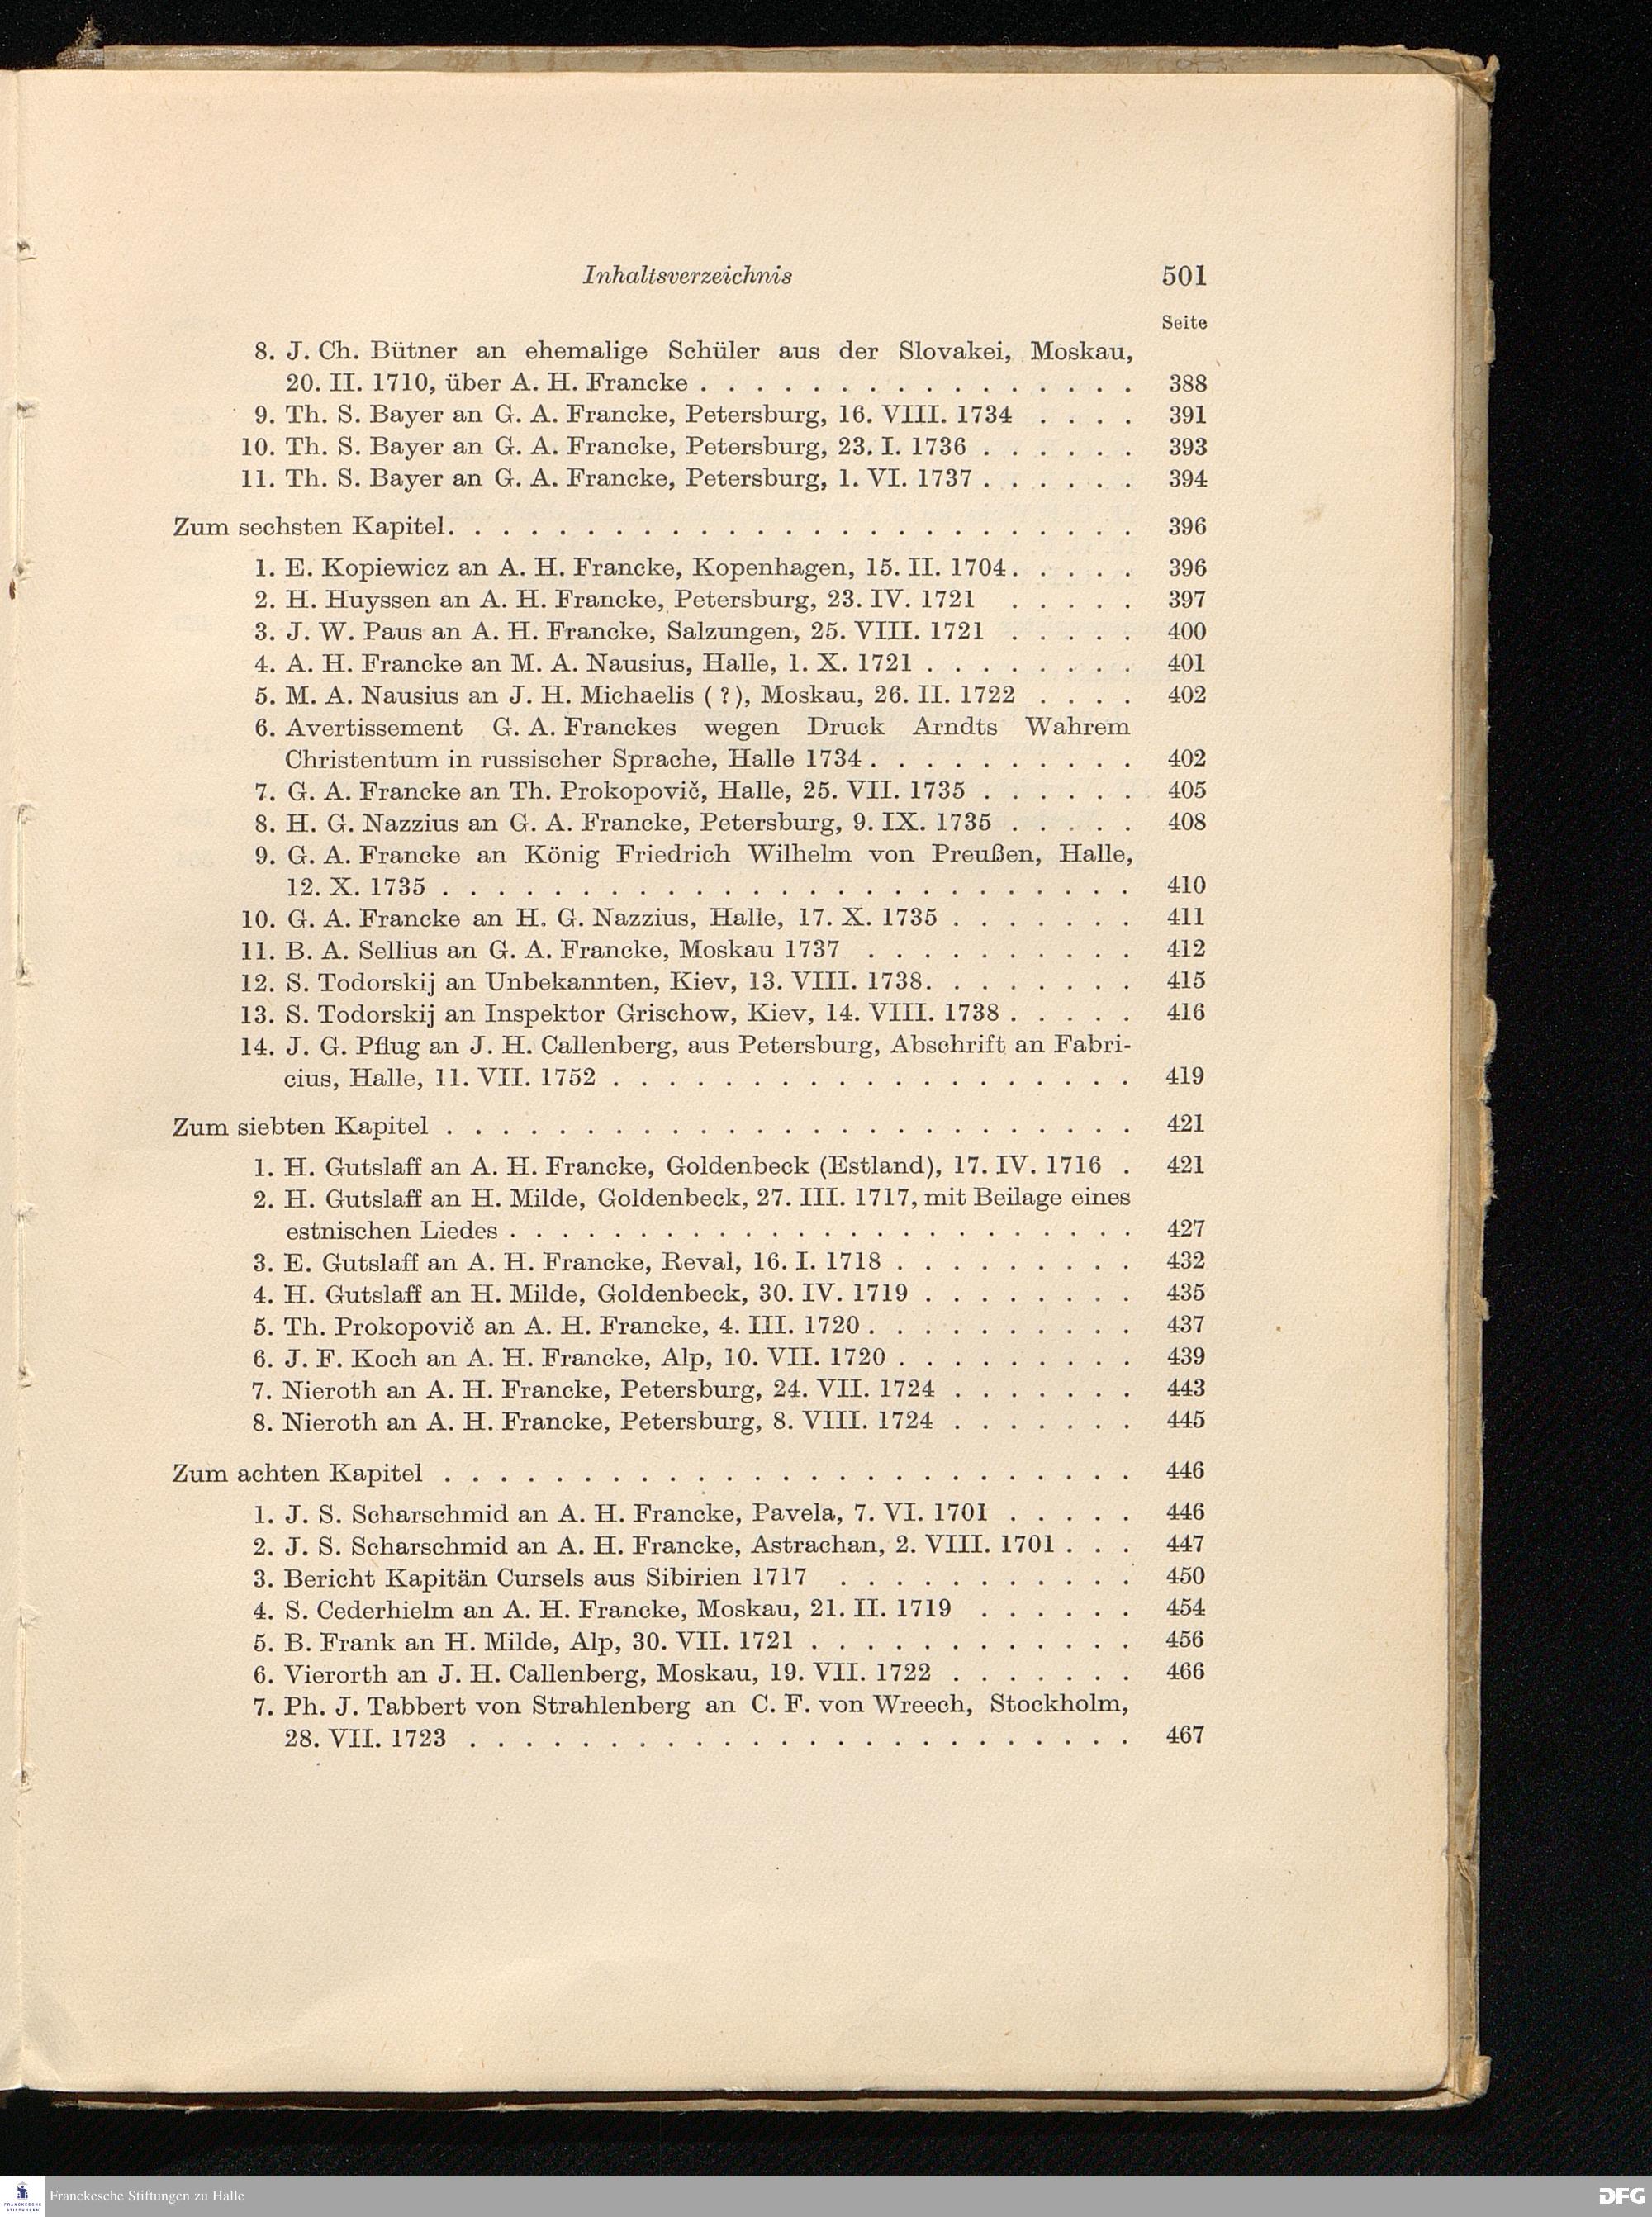 Inhaltsverzeichnis 501
Seite
8. J. Ch. Bütner an ehemalige Schüler aus der Slovakei, Moskau,
20. II. 1710, über A. H. Francke . . . . . . . . . . . . . . . . 388
9. Th. S. Bayer an G. A. Francke, Petersburg, 16. VIII. 1734 . . . . 391
10. Th. S. Bayer an G. A. Francke, Petersburg, 23. I. 1736 . . . . . . 393
11. Th. S. Bayer an G. A. Francke, Petersburg, 1. VI. 1737 . . . . . . 394
Zum sechsten Kapitel. . . . . . . . . . . . . . . . . . . . . . . . . 396
1. E. Kopiewicz an A. H. Francke, Kopenhagen, 15. II. 1704. . . . . 396
2. H. Huyssen an A. H. Francke, Petersburg, 23. IV. 1721 . . . . . 397
3. J. W. Paus an A. H. Francke, Salzungen, 25. VIII. 1721 . . . . . 400
4. A. H. Francke an M. A. Nausius, Halle, 1. X. 1721 . . . . . . . . 401
5. M. A. Nausius an J. H. Michaelis (?), Moskau, 26. II. 1722 . . . . 402
6. Avertissement G. A. Franckes wegen Druck Arndts Wahrem
Christentum in russischer Sprache, Halle 1734 . . . . . . . . . . 402
7. G. A. Francke an Th. Prokopovič, Halle, 25. VII. 1735 . . . . . . 405
8. H. G. Nazzius an G. A. Francke, Petersburg, 9. IX. 1735 . . . . . 408
9. G. A. Francke an König Friedrich Wilhelm von Preußen, Halle,
12. X. 1735 . . . . . . . . . . . . . . . . . . . . . . . . . 410
10. G. A. Francke an H. G. Nazzius, Halle, 17. X. 1735 . . . . . . . 411
11. B. A. Sellius an G. A. Francke, Moskau 1737 . . . . . . . . . . 412
12. S. Todorskij an Unbekannten, Kiev, 13. VIII. 1738. . . . . . . . 415
13. S. Todorskij an Inspektor Grischow, Kiev, 14. VIII. 1738 . . . . . 416
14. J. G. Pflug an J. H. Callenberg, aus Petersburg, Abschrift an Fabri-
cius, Halle, 11. VII. 1752 . . . . . . . . . . . . . . . . . . . 419
Zum siebten Kapitel . . . . . . . . . . . . . . . . . . . . . . . . . 421
1. H. Gutslaff an A. H. Francke, Goldenbeck (Estland), 17. IV. 1716 . 421
2. H. Gutslaff an H. Milde, Goldenbeck, 27. III. 1717, mit Beilage eines
estnischen Liedes . . . . . . . . . . . . . . . . . . . . . . . 427
3. E. Gutslaff an A. H. Francke, Reval, 16. I. 1718 . . . . . . . . . 432
4. H. Gutslaff an H. Milde, Goldenbeck, 30. IV. 1719 . . . . . . . . 435
5. Th. Prokopovič an A. H. Francke, 4. III. 1720 . . . . . . . . . . 437
6. J. F. Koch an A. H. Francke, Alp, 10. VII. 1720 . . . . . . . . . 439
7. Nieroth an A. H. Francke, Petersburg, 24. VII. 1724 . . . . . . . 443
8. Nieroth an A. H. Francke, Petersburg, 8. VIII. 1724 . . . . . . . 445
Zum achten Kapitel . . . . . . . . . . . . . . . . . . . . . . . . . 446
1. J. S. Scharschmid an A. H. Francke, Pavela, 7. VI. 1701 . . . . . 446
2. J. S. Scharschmid an A. H. Francke, Astrachan, 2. VIII. 1701 . . . 447
3. Bericht Kapitän Cursels aus Sibirien 1717 . . . . . . . . . . . 450
4. S. Cederhielm an A. H. Francke, Moskau, 21. II. 1719 . . . . . . 454
5. B. Frank an H. Milde, Alp, 30. VII. 1721 . . . . . . . . . . . . 456
6. Vierorth an J. H. Callenberg, Moskau, 19. VII. 1722 . . . . . . . 466
7. Ph. J. Tabbert von Strahlenberg an C. F. von Wreech, Stockholm,
28. VII. 1723 . . . . . . . . . . . . . . . . . . . . . . . . 467
FRANCKESCHE
STIFTUNGEN
Franckesche Stiftungen zu Halle
DFG